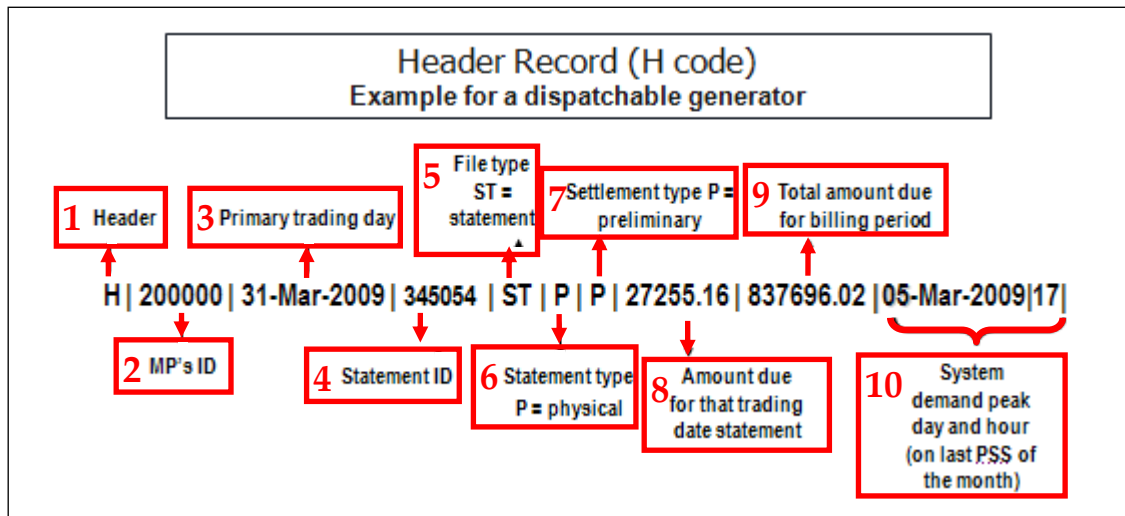 Header Record (H code)
Example for a dispatchable generator
5 File type
ST =
statement
1 Header
3 Primary trading day
7 Settlement type P =
preliminary
9 Total amount due
for billing period
H| 200000 | 31-Mar-2009 | 345054 | ST | P | P | 27255.16 | 837696.02 |05-Mar-2009|17|
2 MP's ID
4 Statement ID
6 Statement type
P = physical
8 Amount due
for that trading
date statement
10 System
demand peak
day and hour
(on last PSS of
the month)